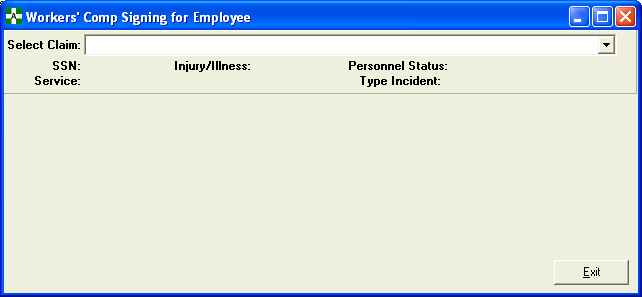 Workers' Comp Signing for Employee
Select Claim:
SSN: Injury/Illness: Personnel Status:
Service: Type Incident:
Exit